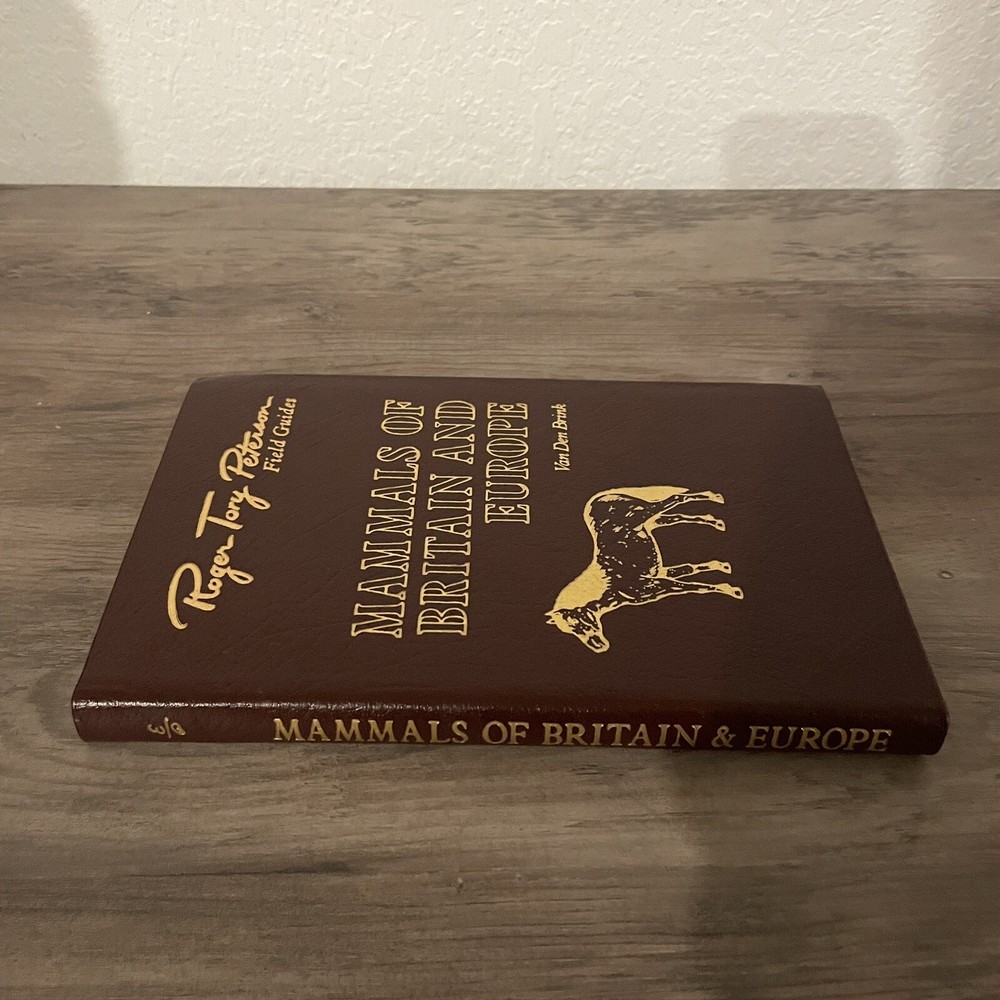 Roger Tory Peterson
Field Guides
MAMMALS OF
BRITAIN AND
EUROPE
Van Den Brink
MAMMALS OF BRITAIN & EUROPE